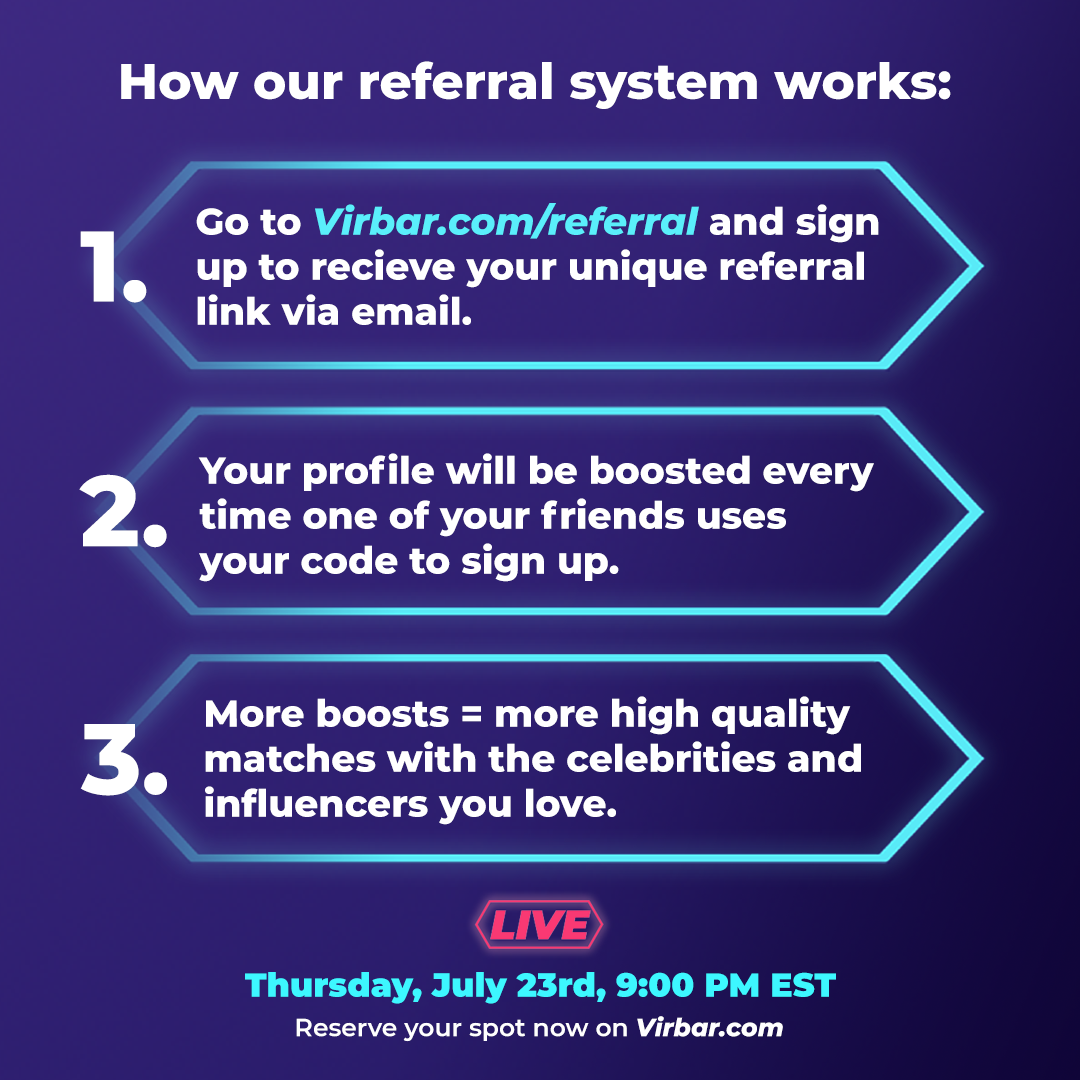 How our referral system works:
1.
Go to Virbar.com/referral and sign
up to recieve your unique referral
link via email.
2.
Your profile will be boosted every
time one of your friends uses
your code to sign up.
3.
More boosts = more high quality
matches with the celebrities and
influencers you love.
LIVE
Thursday, July 23rd, 9:00 PM EST
Reserve your spot now on Virbar.com